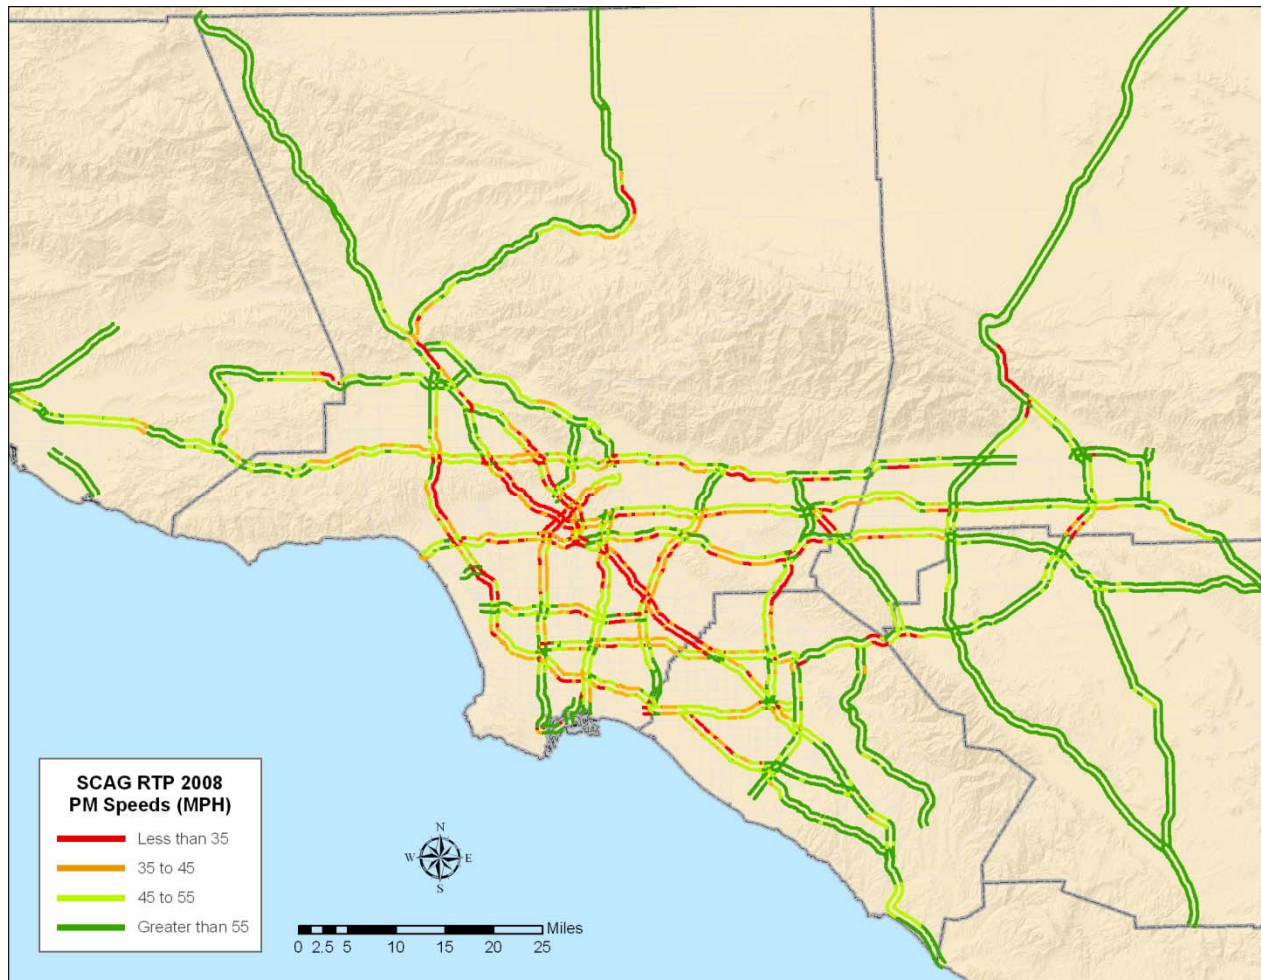 SCAG RTP 2008
PM Speeds (MPH)
Less than 35
35 to 45
45 to 55
Greater than 55
N
W E
S
Miles
0 2.5 5 10 15 20 25